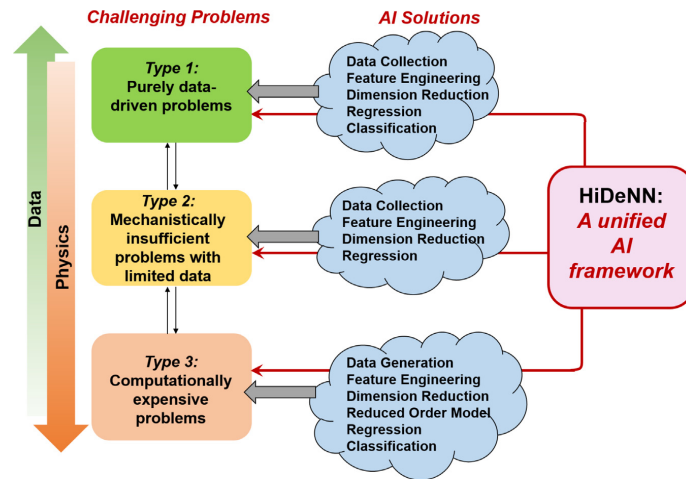 Challenging Problems
AI Solutions
Data
Physics
Type 1:
Purely data-
driven problems
Data Collection
Feature Engineering
Dimension Reduction
Regression
Classification
Type 2:
Mechanistically
insufficient
problems with
limited data
Data Collection
Feature Engineering
Dimension Reduction
Regression
Type 3:
Computationally
expensive
problems
Data Generation
Feature Engineering
Dimension Reduction
Reduced Order Model
Regression
Classification
HiDeNN:
A unified
AI
framework